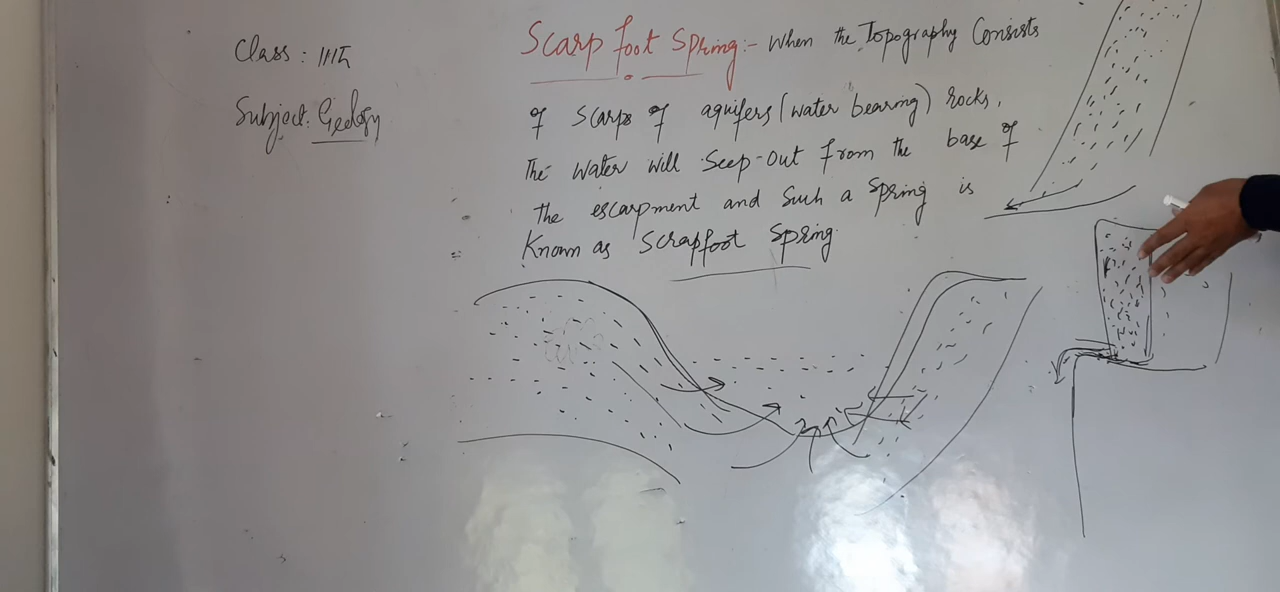 Class: IIIrd
Subject: Geology
Scarp foot Spring:- When the Topography Consists
of Scarps of aquifers (water bearing) rocks,
The water will Seep-out from the base of
the escarpment and Such a Spring is
Known as Scrapfoot Spring